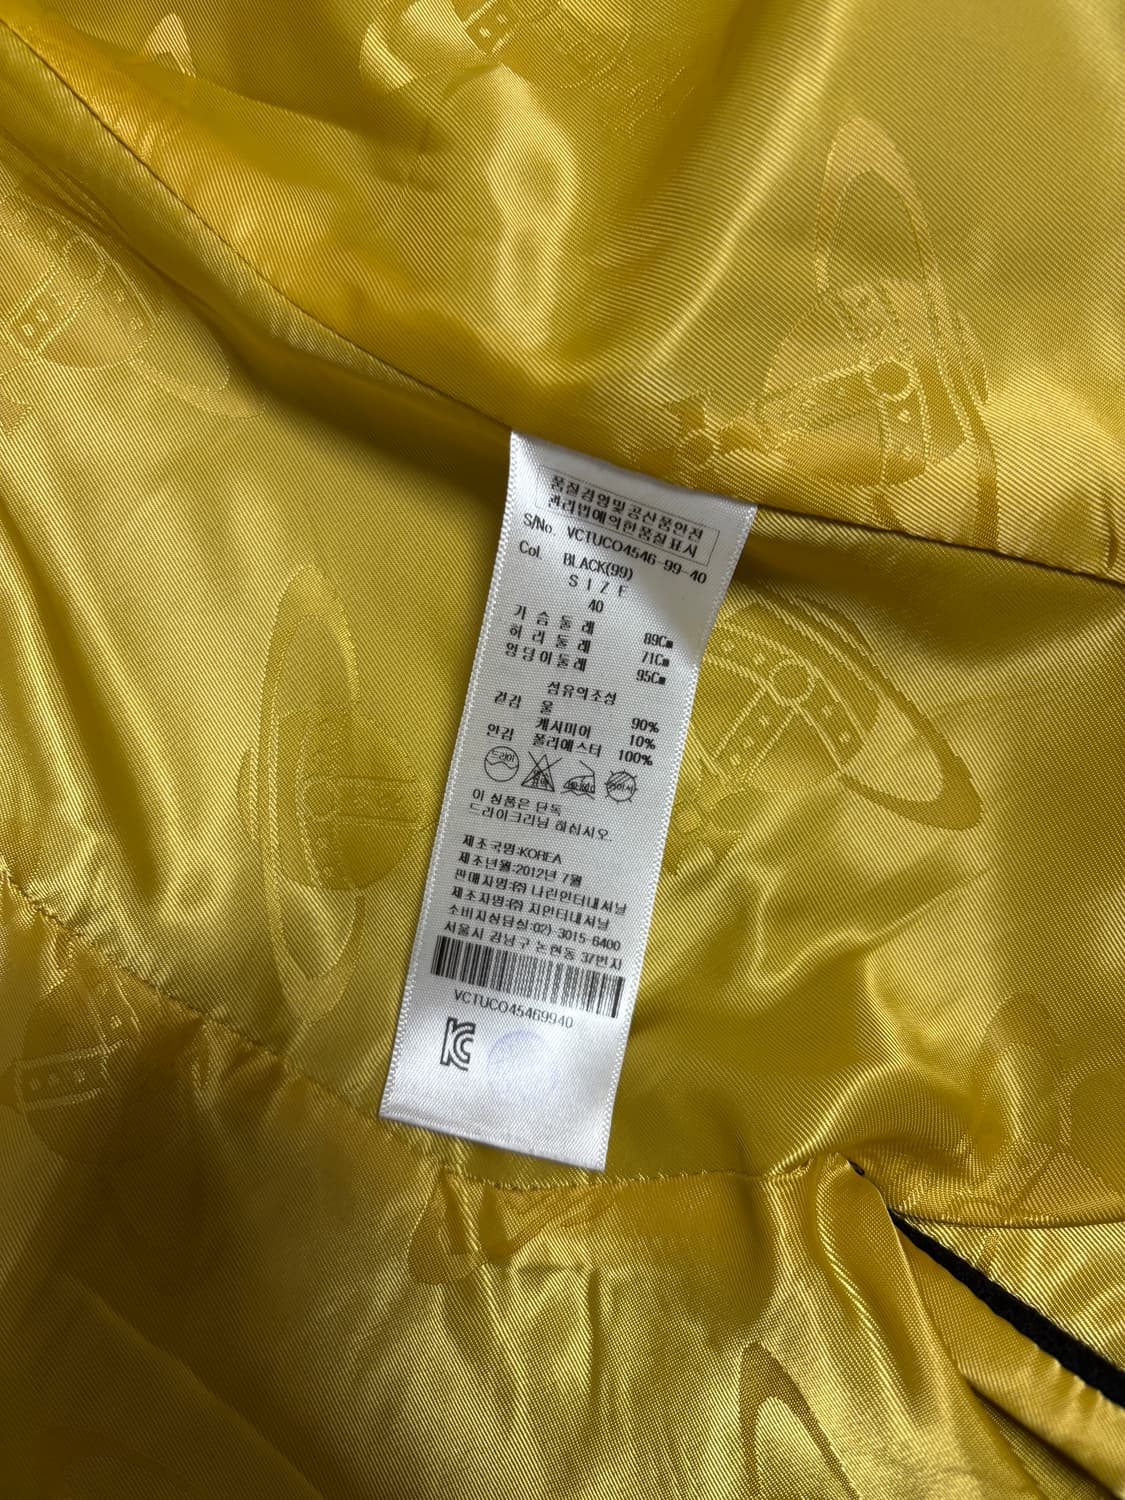 품질경영및공산품안전
관리법에의한품질표시
S/No. VCTUCO4546-99-40
Col. BLACK(99)
SIZE
40
가슴둘레 89Cm
허리둘레 71Cm
엉덩이둘레 95Cm
섬유의조성
겉감 울 90%
캐시미어 10%
안감 폴리에스터 100%
드라이
이 상품은 단독
드라이크리닝 하십시오.
제조국명:KOREA
제조년월:2012년 7월
판매자명:㈜ 나린인터내셔날
제조자명:㈜ 지인터내셔날
소비자상담실:02) 3015-6400
서울시 강남구 논현동 37번지
VCTUCO45469940
KC